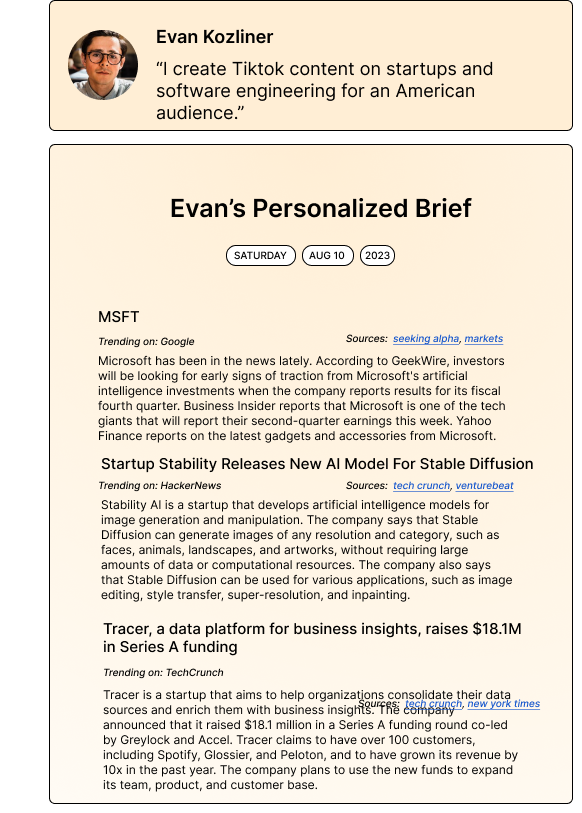 Evan Kozliner
“I create Tiktok content on startups and
software engineering for an American
audience.”
Evan’s Personalized Brief
SATURDAY AUG 10 2023
MSFT
Trending on: Google Sources: seeking alpha, markets
Microsoft has been in the news lately. According to GeekWire, investors
will be looking for early signs of traction from Microsoft's artificial
intelligence investments when the company reports results for its fiscal
fourth quarter. Business Insider reports that Microsoft is one of the tech
giants that will report their second-quarter earnings this week. Yahoo
Finance reports on the latest gadgets and accessories from Microsoft.
Startup Stability Releases New AI Model For Stable Diffusion
Trending on: HackerNews Sources: tech crunch, venturebeat
Stability AI is a startup that develops artificial intelligence models for
image generation and manipulation. The company says that Stable
Diffusion can generate images of any resolution and category, such as
faces, animals, landscapes, and artworks, without requiring large
amounts of data or computational resources. The company also says
that Stable Diffusion can be used for various applications, such as image
editing, style transfer, super-resolution, and inpainting.
Tracer, a data platform for business insights, raises $18.1M
in Series A funding
Trending on: TechCrunch
Tracer is a startup that aims to help organizations consolidate their data
Sources: tech crunch, new york times
sources and enrich them with business insights. The company
announced that it raised $18.1 million in a Series A funding round co-led
by Greylock and Accel. Tracer claims to have over 100 customers,
including Spotify, Glossier, and Peloton, and to have grown its revenue by
10x in the past year. The company plans to use the new funds to expand
its team, product, and customer base.